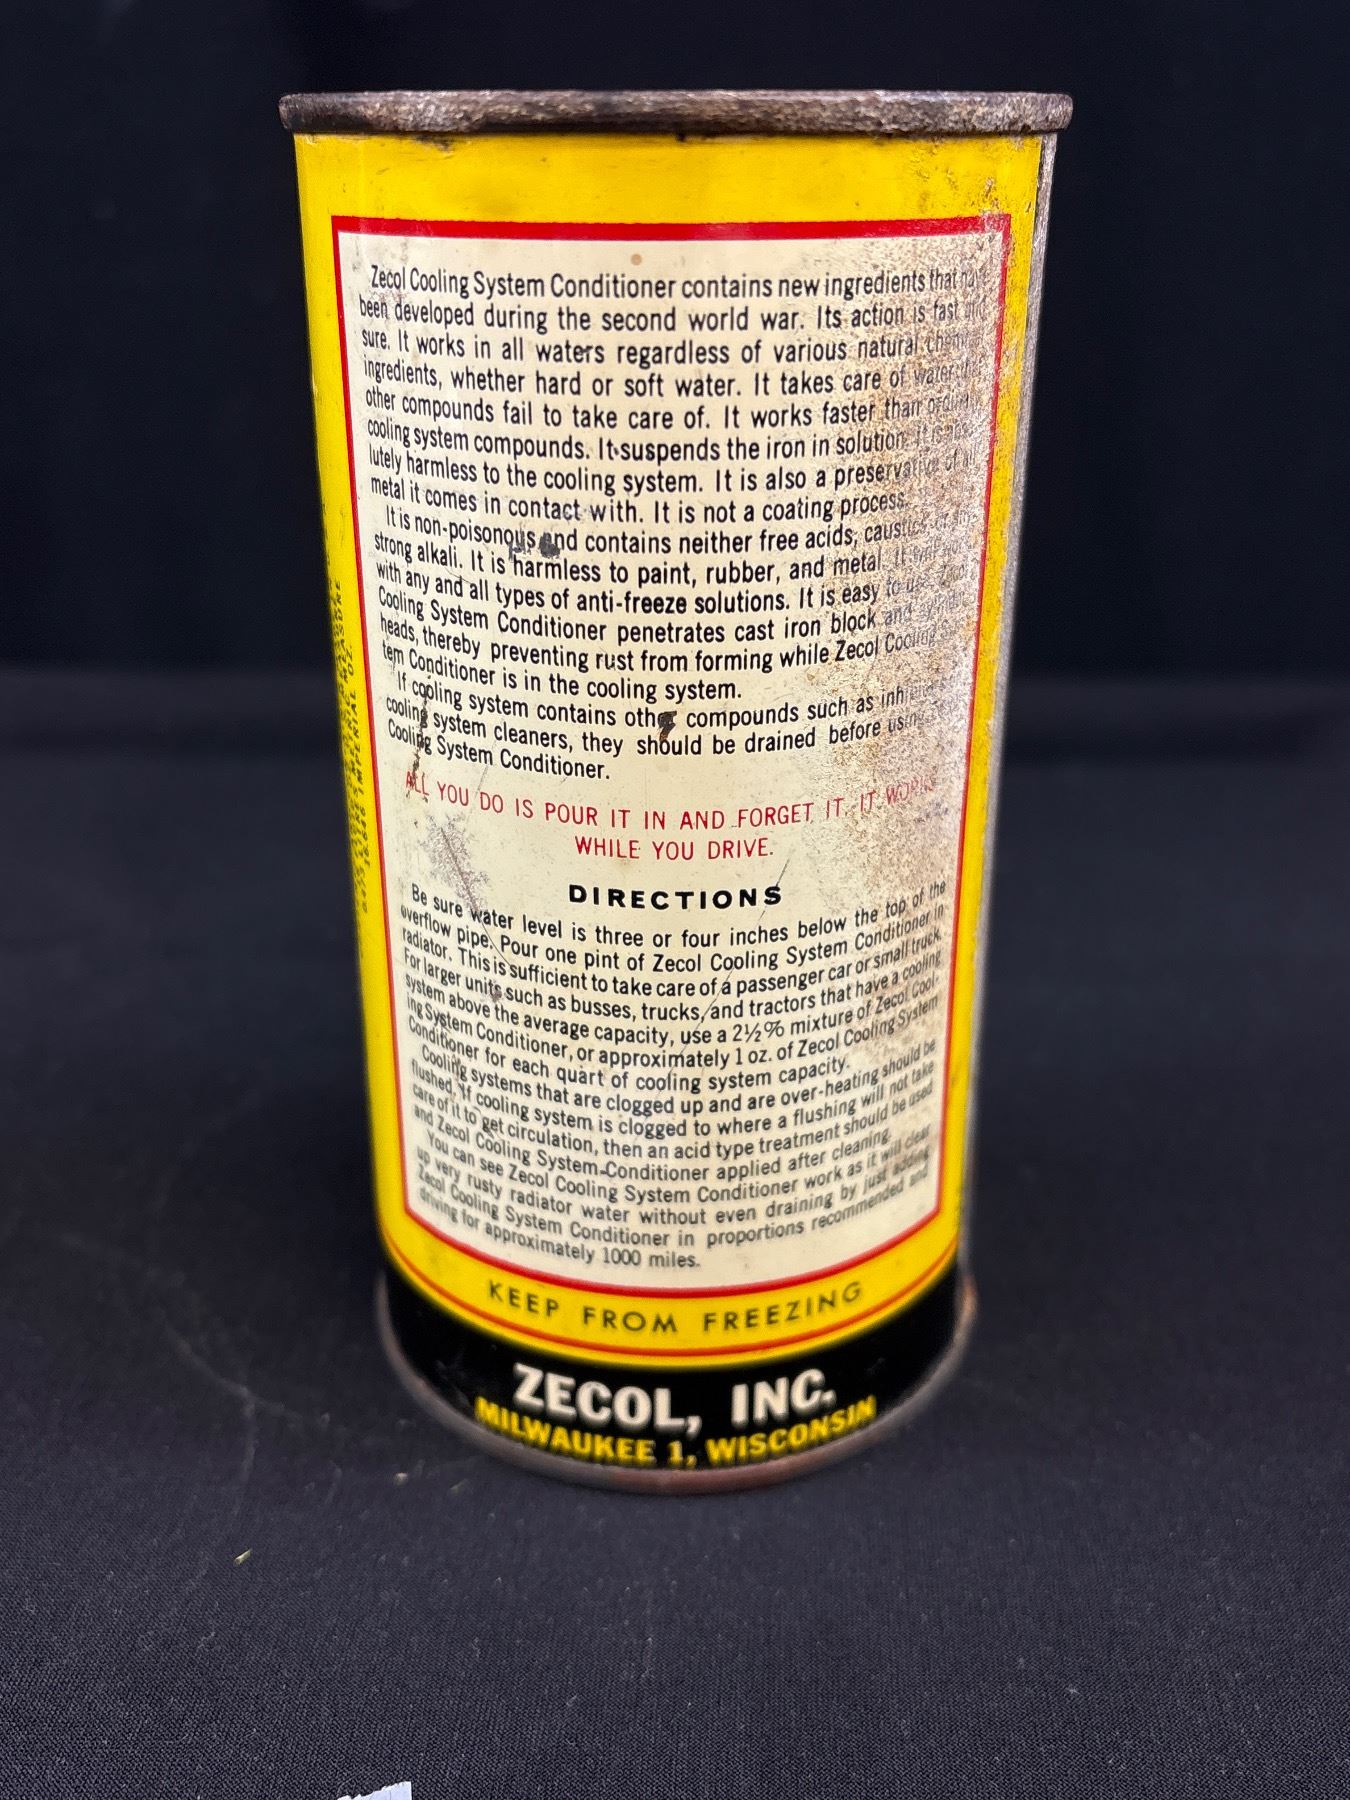 Zecol Cooling System Conditioner contains new ingredients that
been developed during the second world war. Its action is fast and
sure. It works in all waters regardless of various natural
ingredients, whether hard or soft water. It takes care of water
other compounds fail to take care of. It works faster than
cooling system compounds. It suspends the iron in solution. It is
lutely harmless to the cooling system. It is also a preservative of all
metal it comes in contact with. It is not a coating process.
It is non-poisonous and contains neither free acids, caustics or any
strong alkali. It is harmless to paint, rubber, and metal. It will
with any and all types of anti-freeze solutions. It is easy to use. Zecol
Cooling System Conditioner penetrates cast iron block and
heads, thereby preventing rust from forming while Zecol Cooling
tem Conditioner is in the cooling system.
If cooling system contains other compounds such as
cooling system cleaners, they should be drained before using
Cooling System Conditioner.
ALL YOU DO IS POUR IT IN AND FORGET IT. IT WORKS
WHILE YOU DRIVE.
DIRECTIONS
Be sure water level is three or four inches below the top of the
overflow pipe. Pour one pint of Zecol Cooling System Conditioner in
radiator. This is sufficient to take care of a passenger car or small truck.
For larger units such as busses, trucks, and tractors that have a cooling
system above the average capacity, use a 2½% mixture of Zecol Cool-
ing System Conditioner, or approximately 1 oz. of Zecol Cooling System
Conditioner for each quart of cooling system capacity.
Cooling systems that are clogged up and are over-heating should be
flushed. If cooling system is clogged to where a flushing will not take
care of it to get circulation, then an acid type treatment should be used
and Zecol Cooling System Conditioner applied after cleaning.
You can see Zecol Cooling System Conditioner work as it will clear
up very rusty radiator water without even draining by just adding
Zecol Cooling System Conditioner in proportions recommended and
driving for approximately 1000 miles.
KEEP FROM FREEZING
ZECOL, INC.
MILWAUKEE 1, WISCONSIN
MEASURE
IMPERIAL OZ.